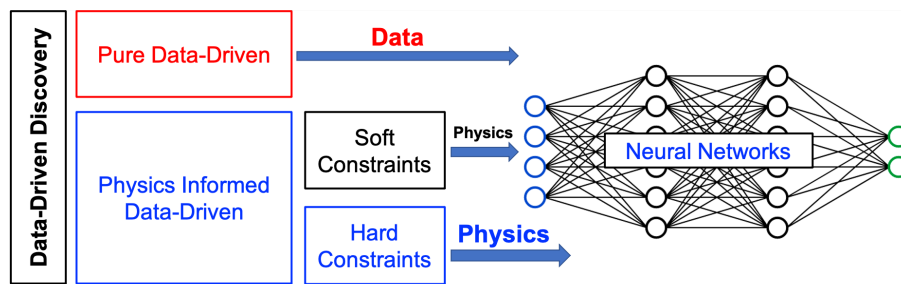 Data-Driven Discovery
Pure Data-Driven
Data
Physics Informed
Data-Driven
Soft
Constraints
Physics
Hard
Constraints
Physics
Neural Networks